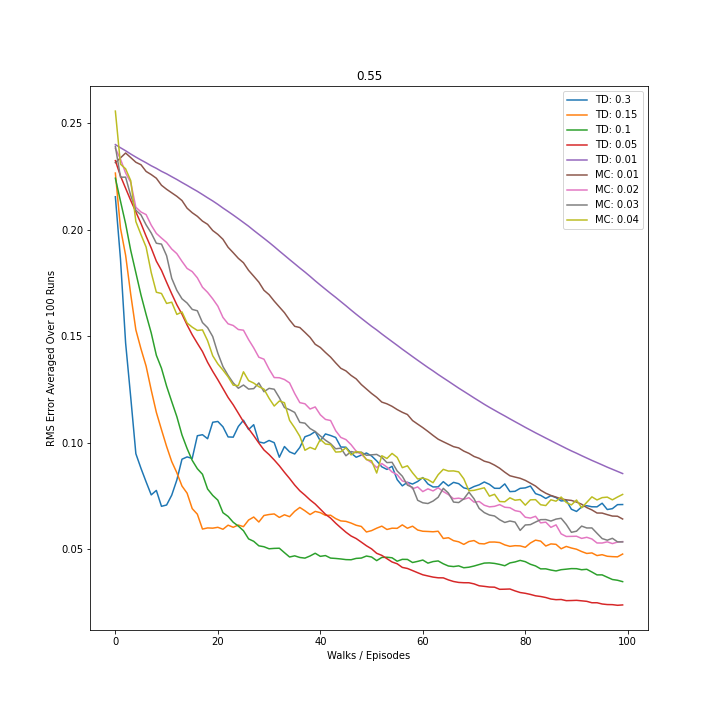 0.55
RMS Error Averaged Over 100 Runs
0.25
0.20
0.15
0.10
0.05
0
20
40
60
80
100
Walks / Episodes
TD: 0.3
TD: 0.15
TD: 0.1
TD: 0.05
TD: 0.01
MC: 0.01
MC: 0.02
MC: 0.03
MC: 0.04